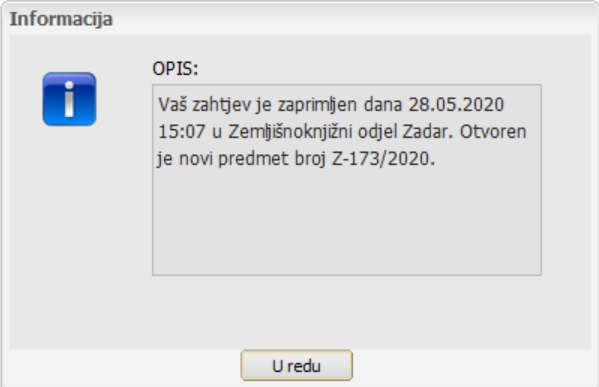 Informacija
OPIS:
Vaš zahtjev je zaprimljen dana 28.05.2020
15:07 u Zemljišnoknjižni odjel Zadar. Otvoren
je novi predmet broj Z-173/2020.
U redu